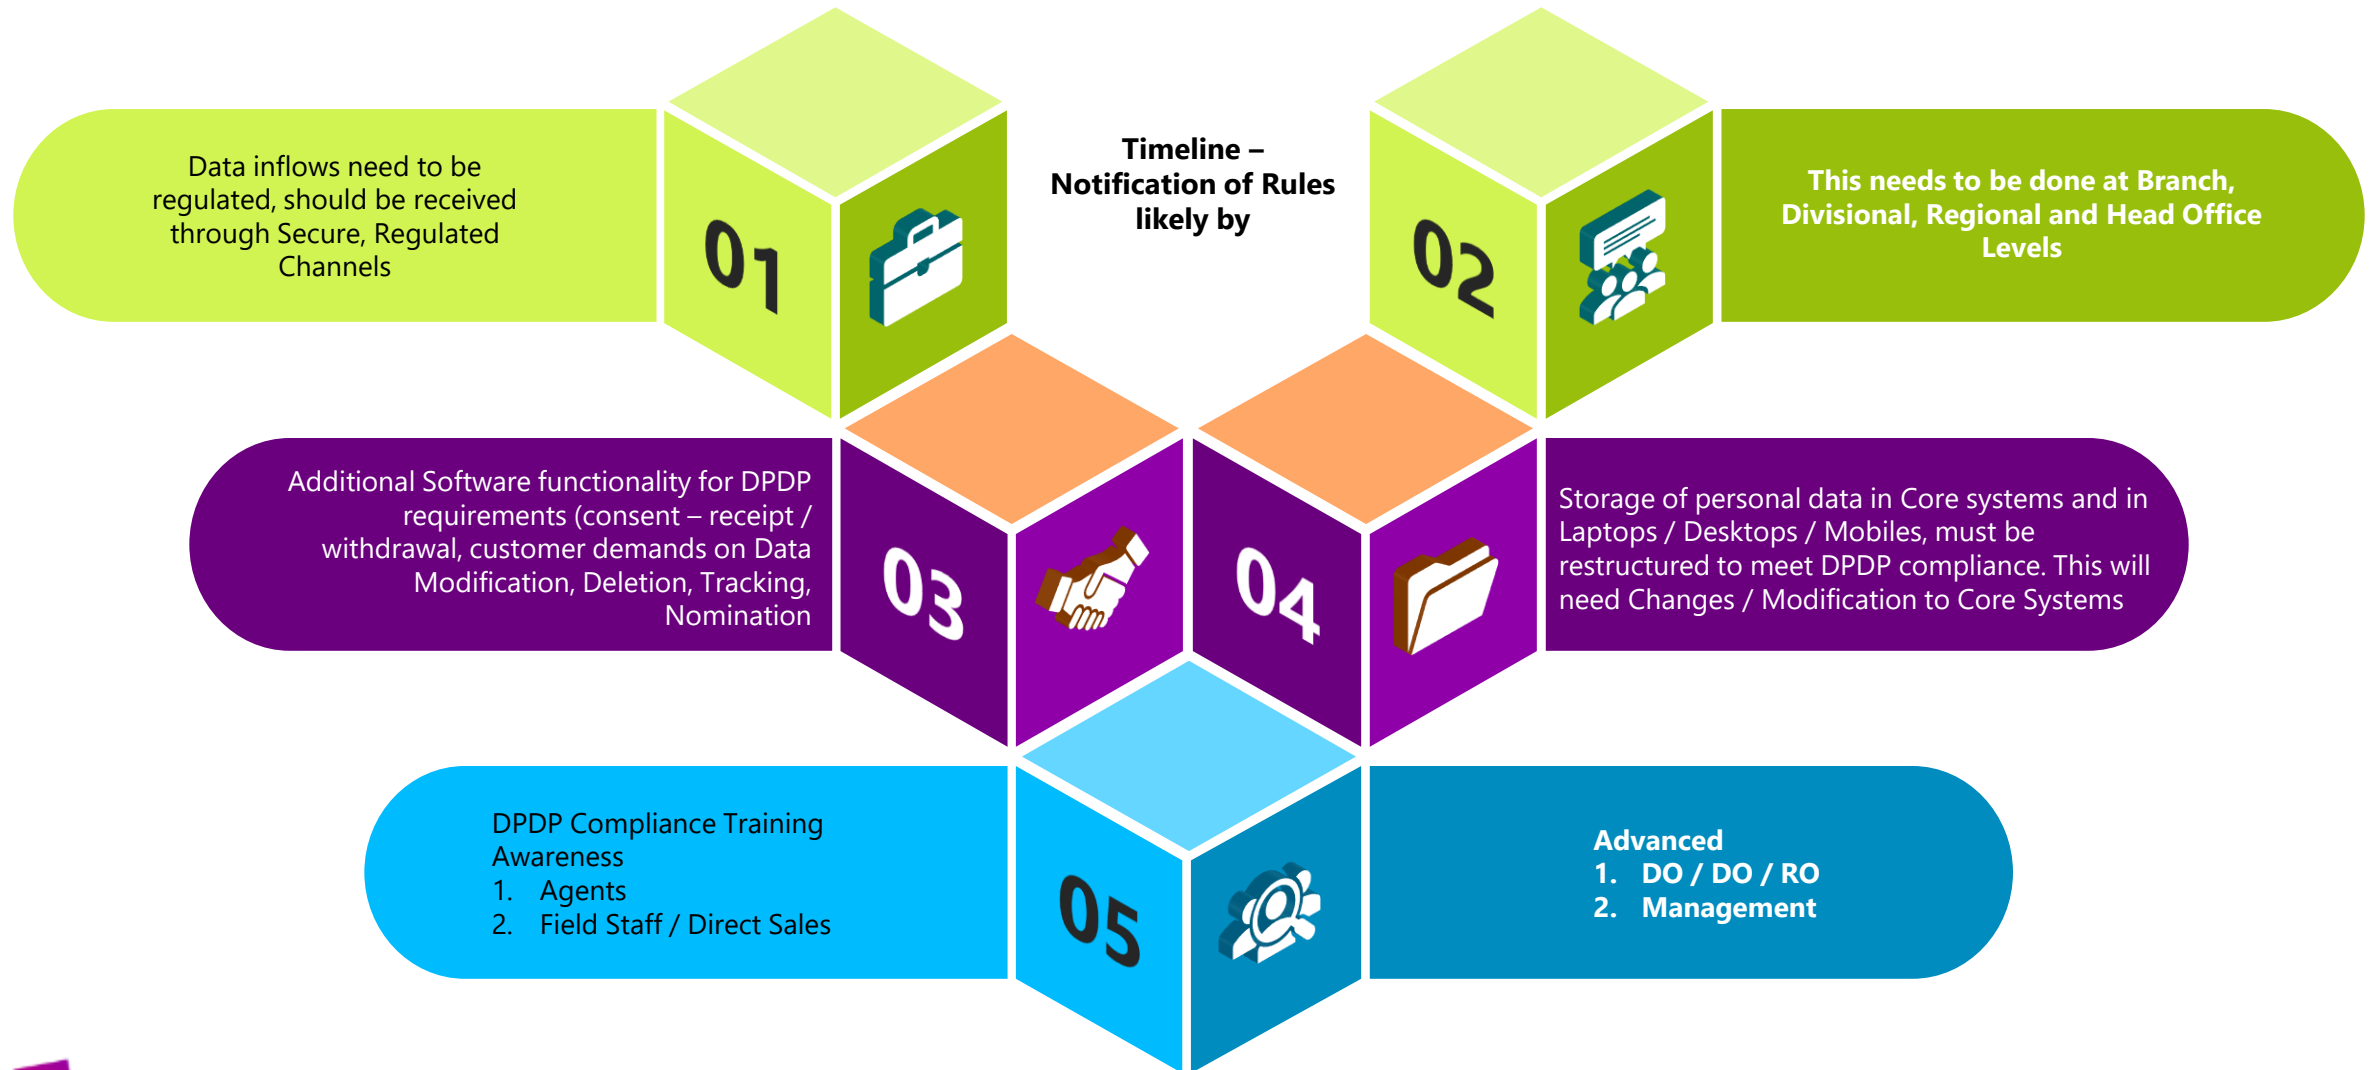 Data inflows need to be
regulated, should be received
through Secure, Regulated
Channels
01
Timeline –
Notification of Rules
likely by
02
This needs to be done at Branch,
Divisional, Regional and Head Office
Levels
Additional Software functionality for DPDP
requirements (consent – receipt /
withdrawal, customer demands on Data
Modification, Deletion, Tracking,
Nomination
03
04
Storage of personal data in Core systems and in
Laptops / Desktops / Mobiles, must be
restructured to meet DPDP compliance. This will
need Changes / Modification to Core Systems
DPDP Compliance Training
Awareness
1. Agents
2. Field Staff / Direct Sales
05
Advanced
1. DO / DO / RO
2. Management